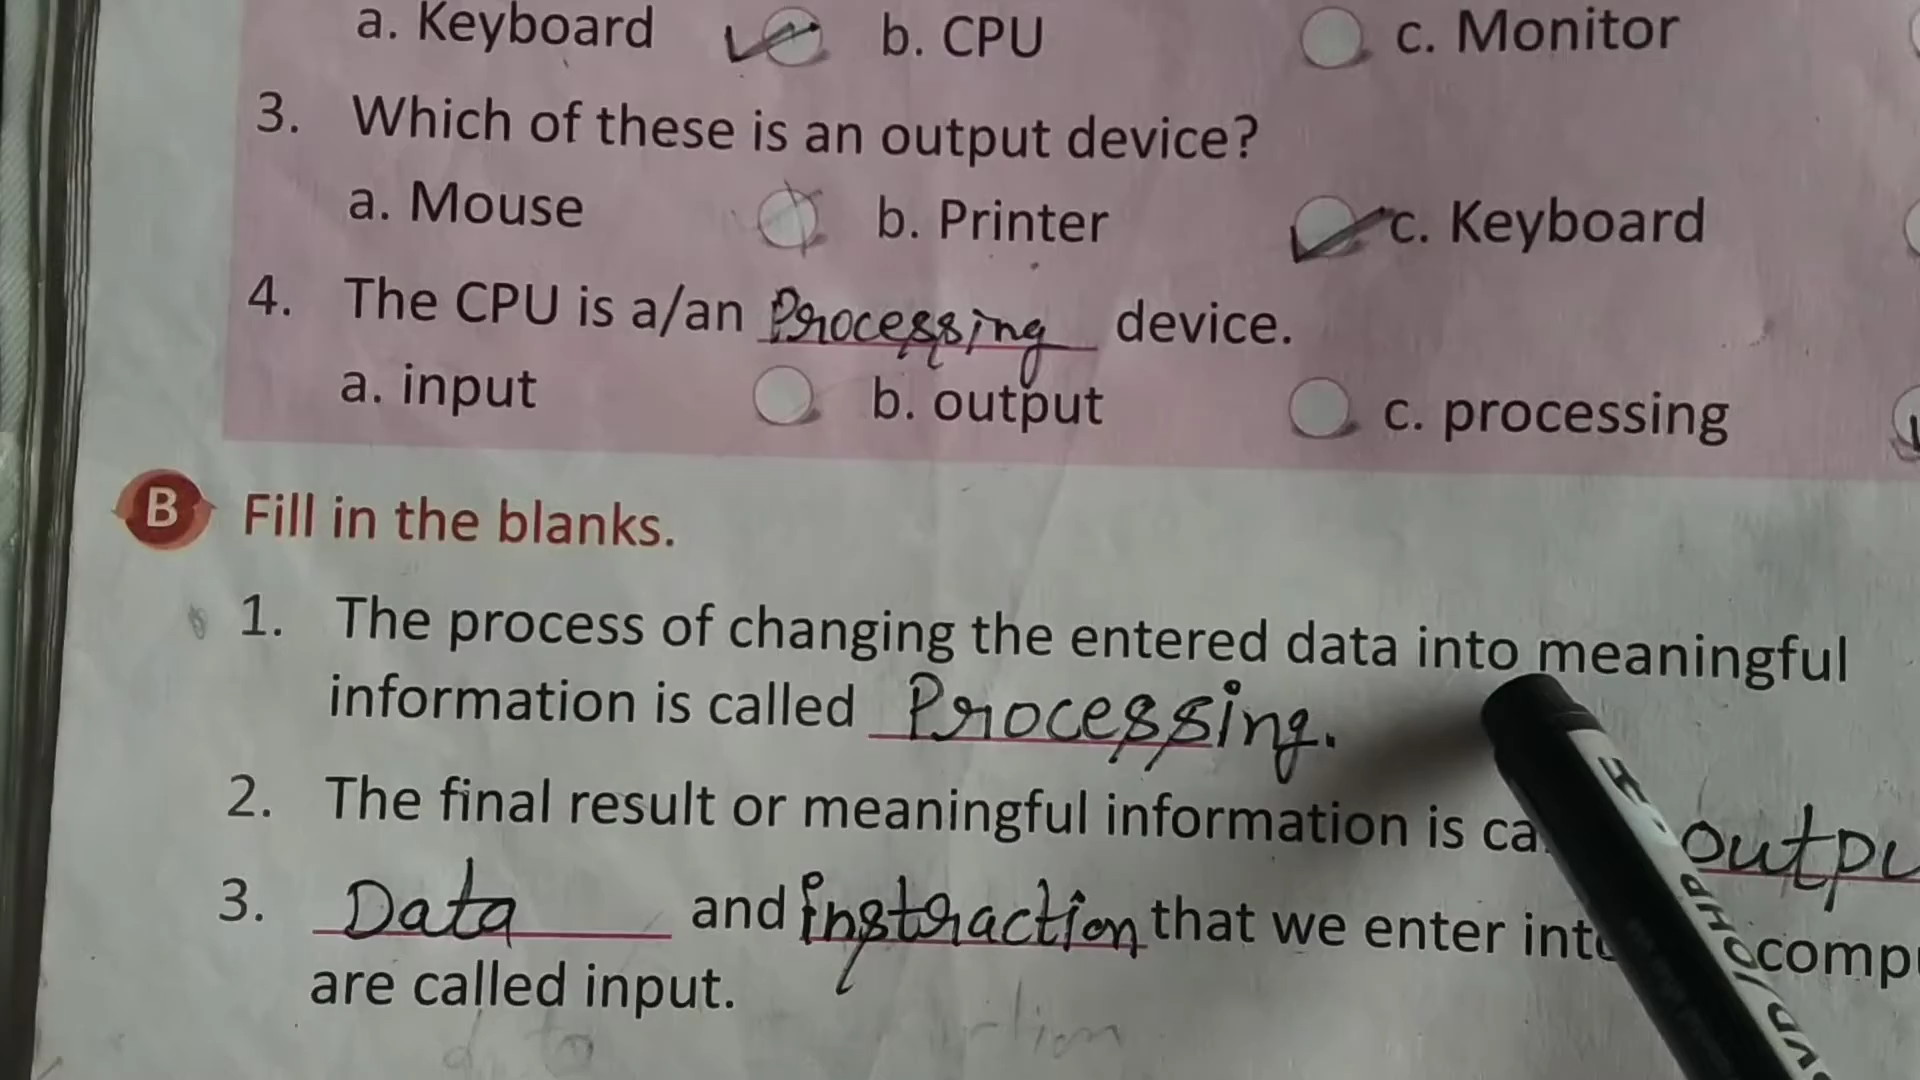 a. Keyboard b. CPU c. Monitor
3. Which of these is an output device?
a. Mouse b. Printer c. Keyboard
4. The CPU is a/an Processing device.
a. input b. output c. processing
B Fill in the blanks.
1. The process of changing the entered data into meaningful
information is called Processing.
2. The final result or meaningful information is ca outpu
3. Data and instraction that we enter into comp
are called input.